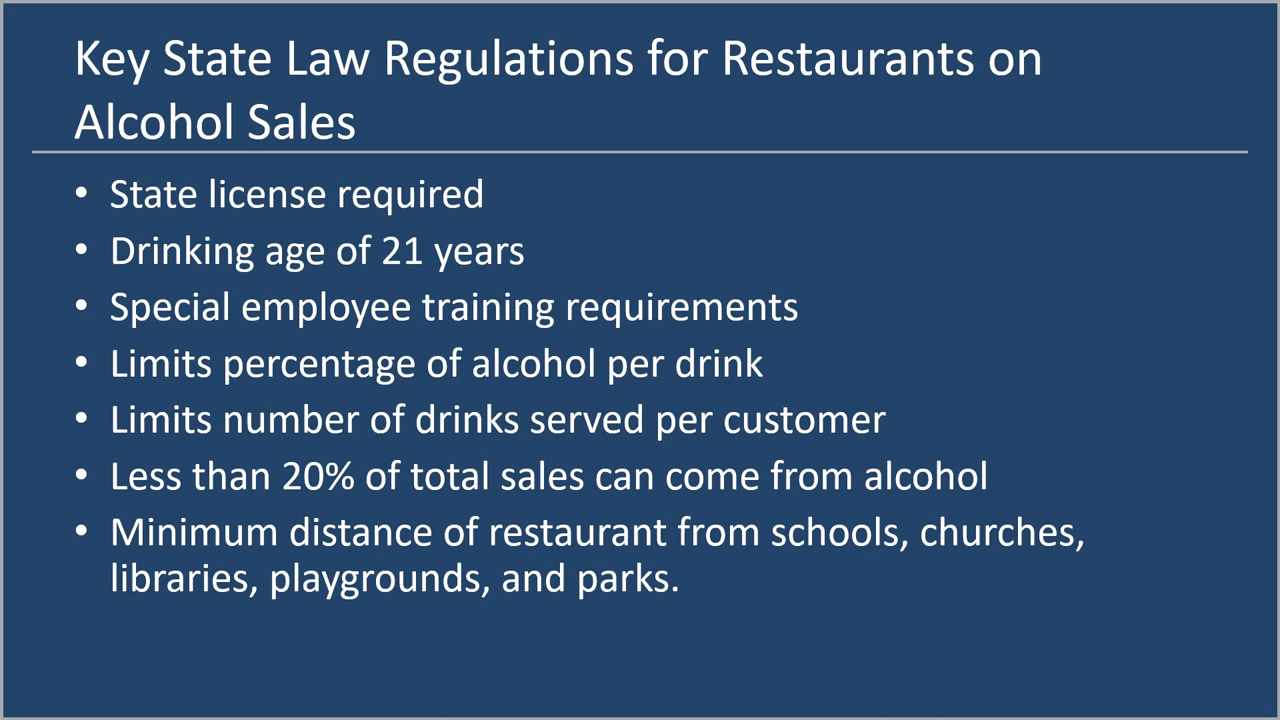 Key State Law Regulations for Restaurants on
Alcohol Sales
• State license required
• Drinking age of 21 years
• Special employee training requirements
• Limits percentage of alcohol per drink
• Limits number of drinks served per customer
• Less than 20% of total sales can come from alcohol
• Minimum distance of restaurant from schools, churches,
libraries, playgrounds, and parks.